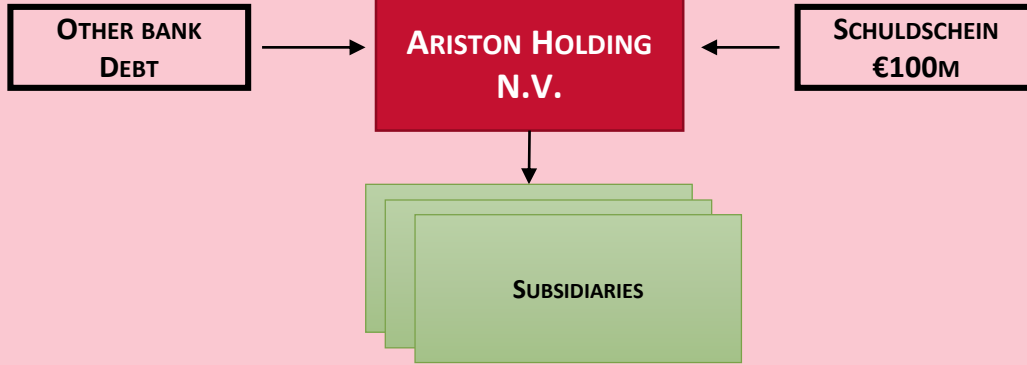 OTHER BANK
DEBT
ARISTON HOLDING
N.V.
SCHULDSCHEIN
€100M
SUBSIDIARIES